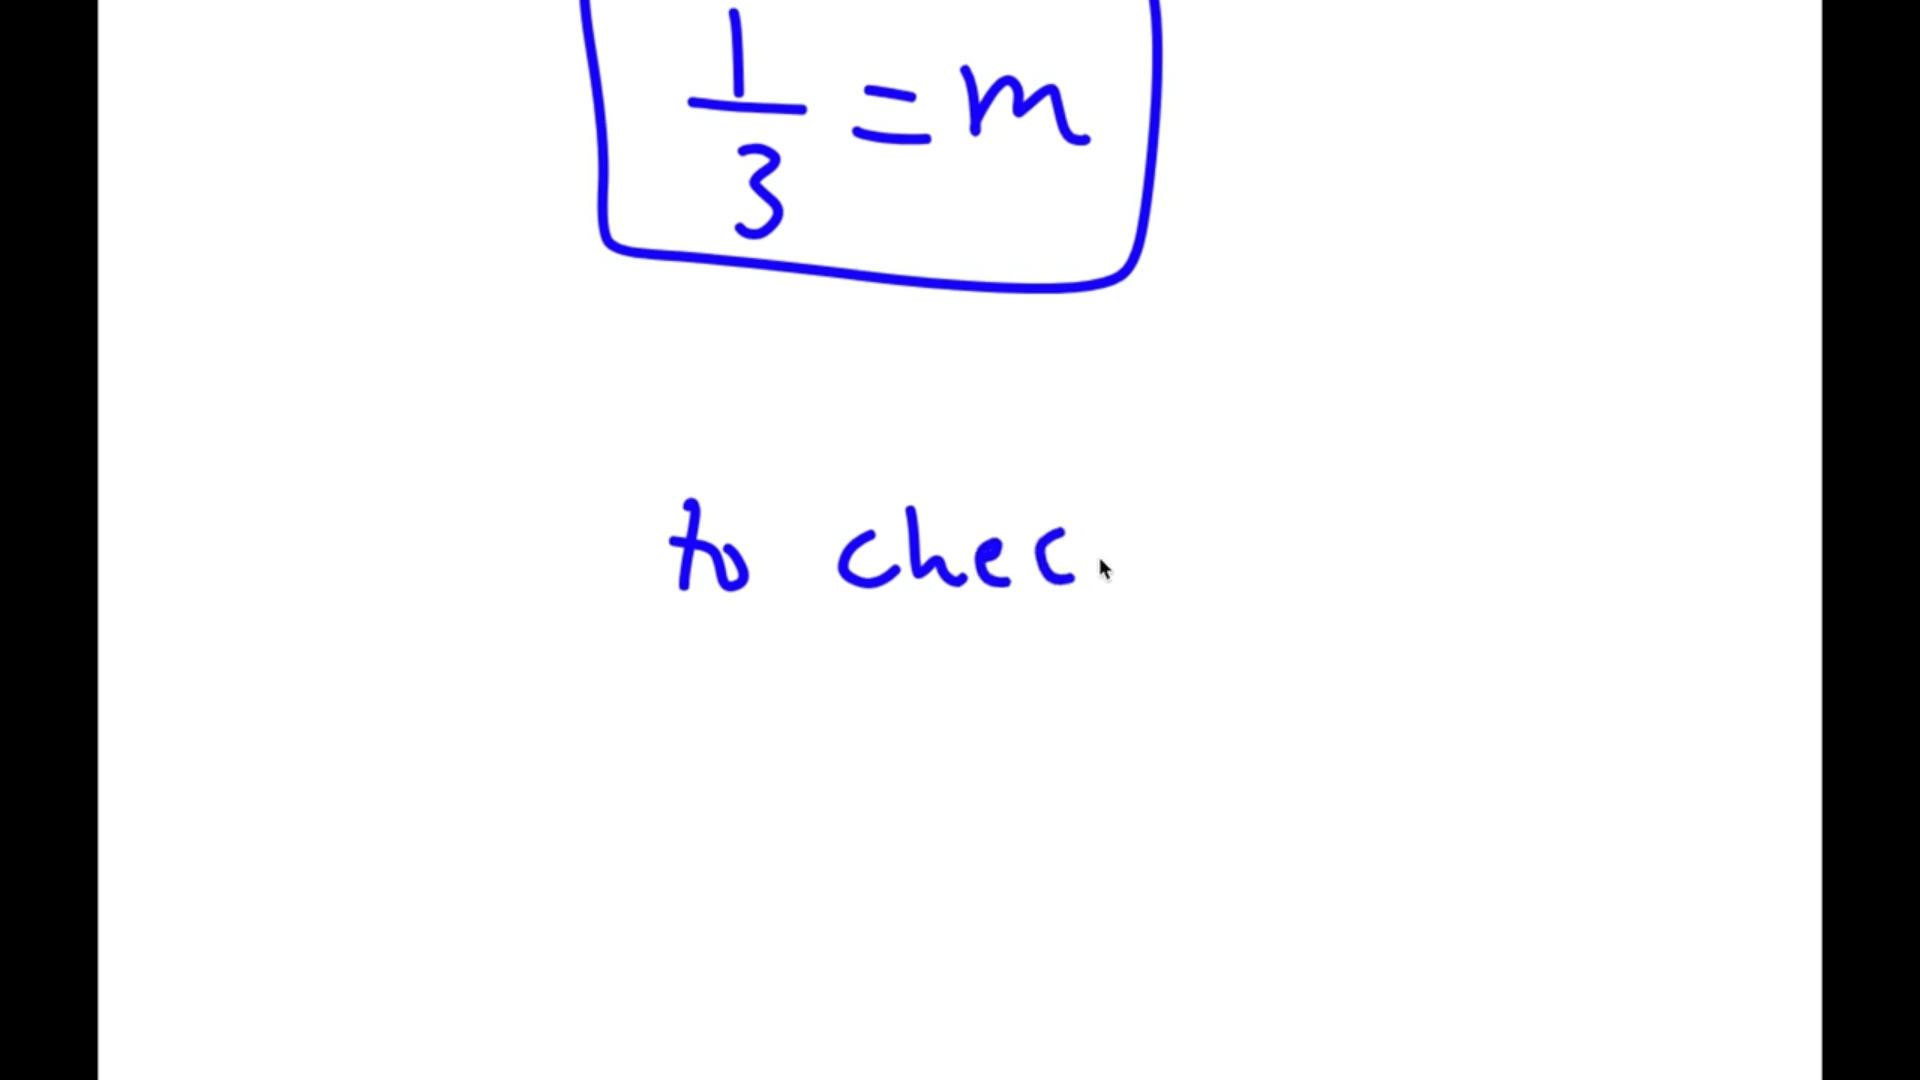 1/3 = m
to chec